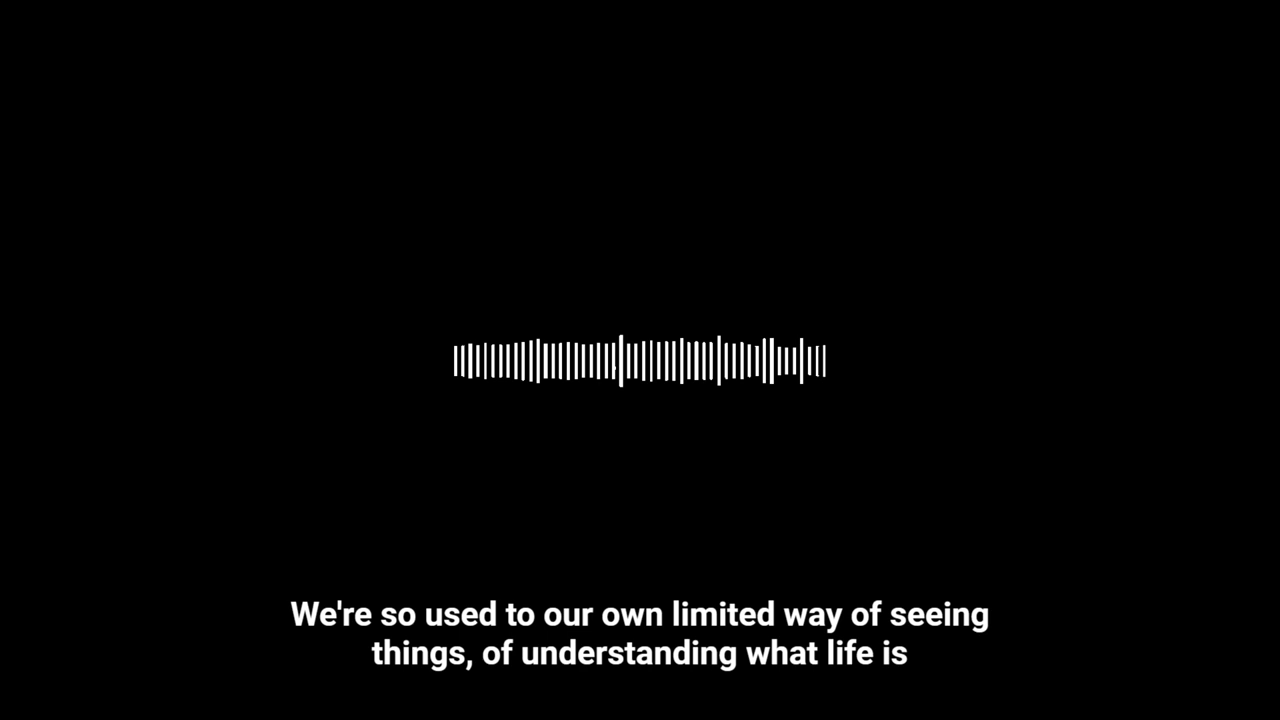 We're so used to our own limited way of seeing
things, of understanding what life is